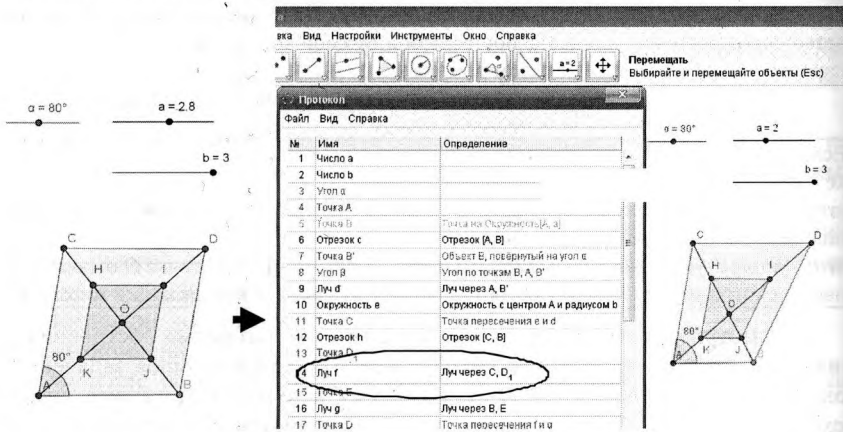 α = 80°
a = 2.8
b = 3
C
D
H
I
O
80°
K
J
A
B
вка Вид Настройки Инструменты Окно Справка
a=2
Перемещать
Выбирайте и перемещайте объекты (Esc)
Протокол
Файл Вид Справка
№ Имя Определение
1 Число a
2 Число b
3 Угол α
4 Точка A
5 Точка B Точка на Окружность[A, a]
6 Отрезок c Отрезок [A, B]
7 Точка B' Объект B, повёрнутый на угол α
8 Угол β Угол по точкам B, A, B'
9 Луч d Луч через A, B'
10 Окружность e Окружность с центром A и радиусом b
11 Точка C Точка пересечения e и d
12 Отрезок h Отрезок [C, B]
13 Точка D₁
14 Луч f Луч через C, D₁
15 Точка E
16 Луч g Луч через B, E
17 Точка D Точка пересечения f и g
α = 80°
a = 2
b = 3
C
D
H
I
O
80°
K
J
A
B